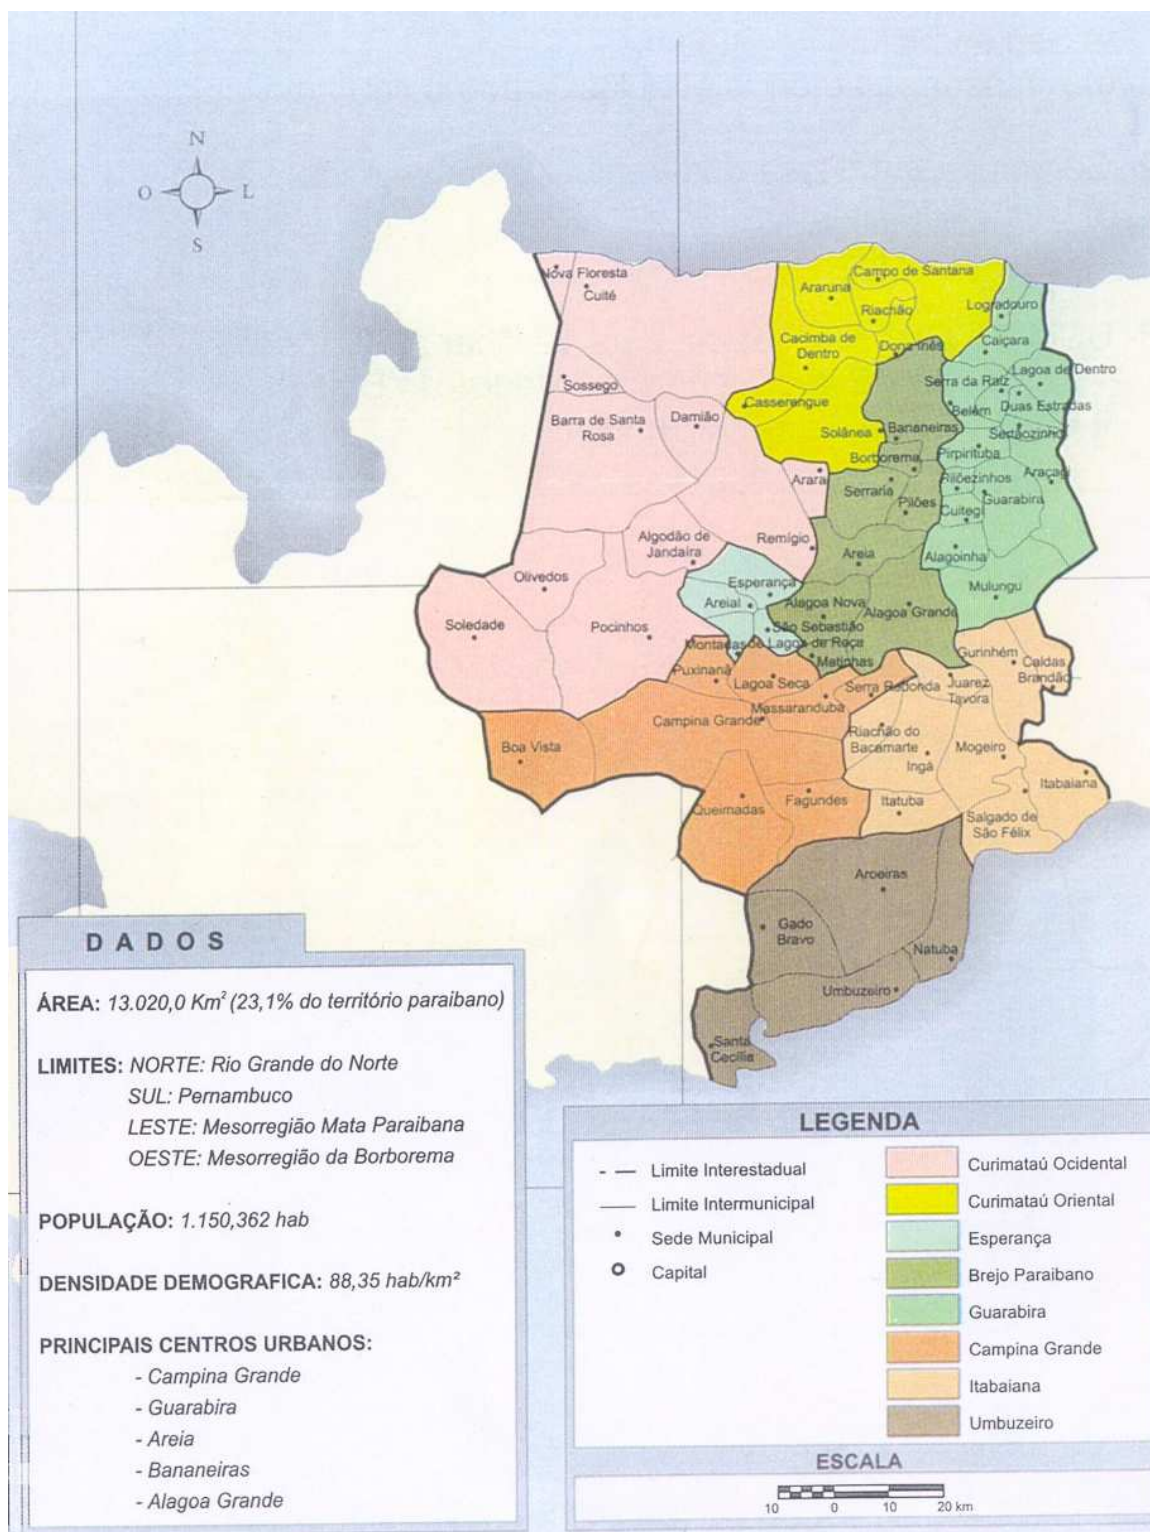 N
O L
S
Nova Floresta
Cuité
Campo de Santana
Araruna
Riachão
Logradouro
Cacimba de
Dentro
Dona Inês
Caiçara
Lagoa de Dentro
Sossego
Serra da Raiz
Casserengue
Belém
Duas Estradas
Barra de Santa
Rosa
Damião
Solânea
Bananeiras
Sertãozinho
Borborema
Pirpirituba
Arara
Serraria
Pilõezinhos
Araçagi
Pilões
Guarabira
Cuitegi
Algodão de
Jandaíra
Remígio
Areia
Alagoinha
Olivedos
Esperança
Mulungu
Areial
Alagoa Nova
Alagoa Grande
Soledade
Pocinhos
São Sebastião
de Lagoa de Roça
Montadas
Matinhas
Gurinhém
Caldas
Brandão
Puxinanã
Lagoa Seca
Serra Redonda
Juarez
Tavora
Massaranduba
Campina Grande
Riachão do
Bacamarte
Boa Vista
Mogeiro
Ingá
Itabaiana
Queimadas
Fagundes
Itatuba
Salgado de
São Félix
Aroeiras
Gado
Bravo
Natuba
Umbuzeiro
Santa
Cecília
DADOS
ÁREA: 13.020,0 Km² (23,1% do território paraibano)
LIMITES: NORTE: Rio Grande do Norte
SUL: Pernambuco
LESTE: Mesorregião Mata Paraibana
OESTE: Mesorregião da Borborema
POPULAÇÃO: 1.150,362 hab
DENSIDADE DEMOGRAFICA: 88,35 hab/km²
PRINCIPAIS CENTROS URBANOS:
- Campina Grande
- Guarabira
- Areia
- Bananeiras
- Alagoa Grande
LEGENDA
Limite Interestadual
Limite Intermunicipal
Sede Municipal
Capital
Curimataú Ocidental
Curimataú Oriental
Esperança
Brejo Paraibano
Guarabira
Campina Grande
Itabaiana
Umbuzeiro
ESCALA
10 0 10 20 km